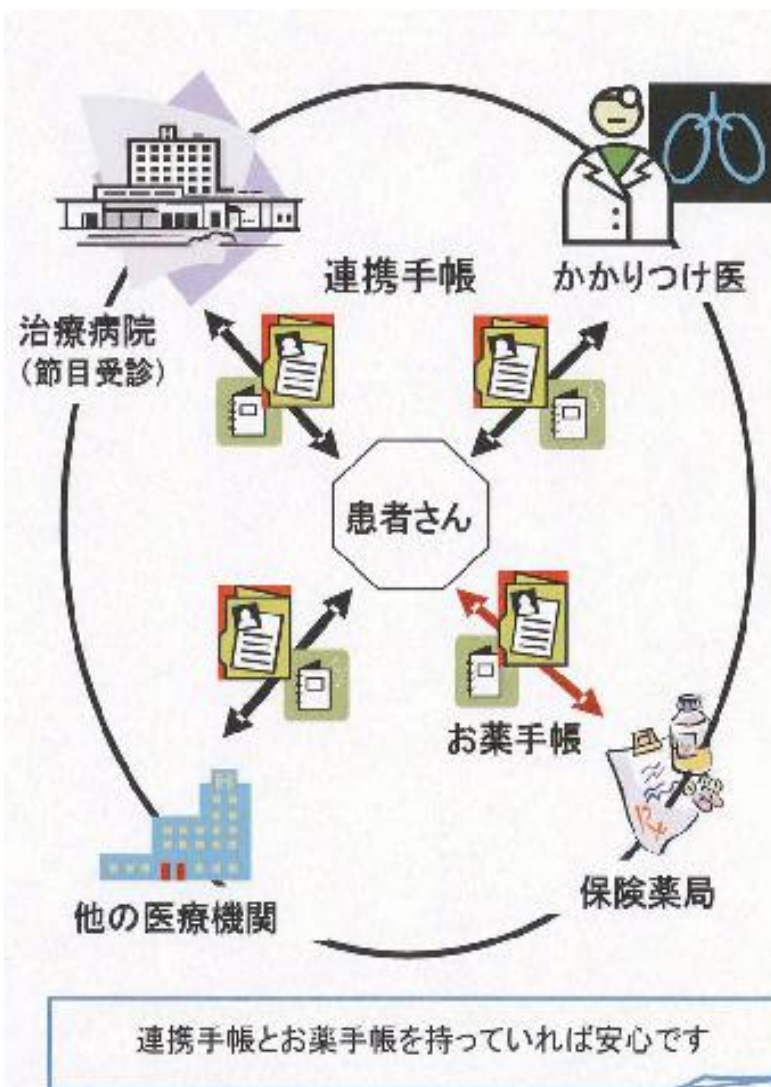 連携手帳
かかりつけ医
治療病院
（節目受診）
患者さん
お薬手帳
保険薬局
他の医療機関
連携手帳とお薬手帳を持っていれば安心です